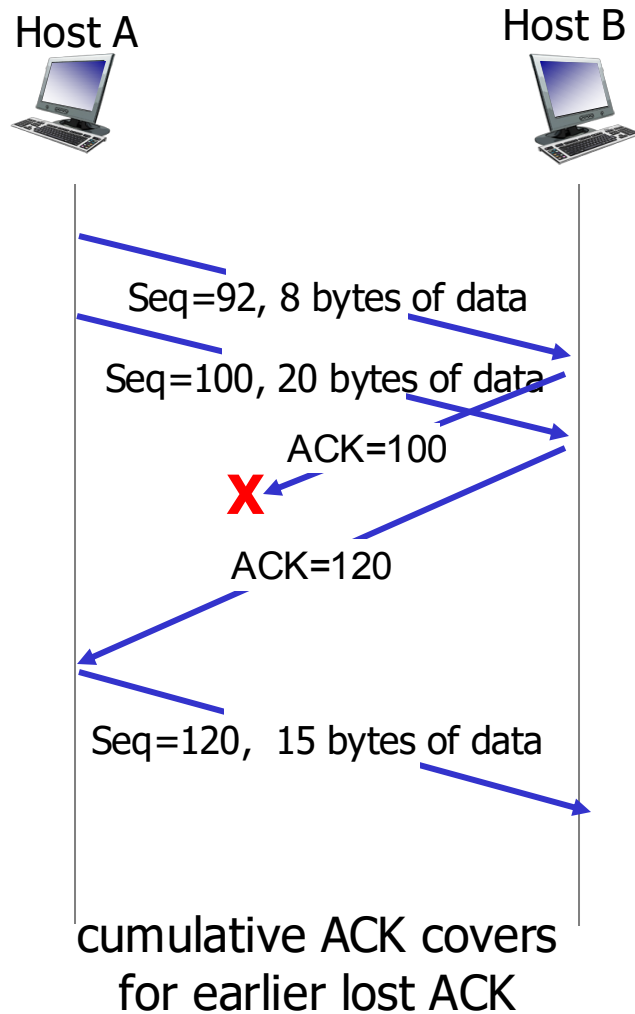 Host A
Host B
Seq=92, 8 bytes of data
Seq=100, 20 bytes of data
ACK=100
X
ACK=120
Seq=120, 15 bytes of data
cumulative ACK covers
for earlier lost ACK